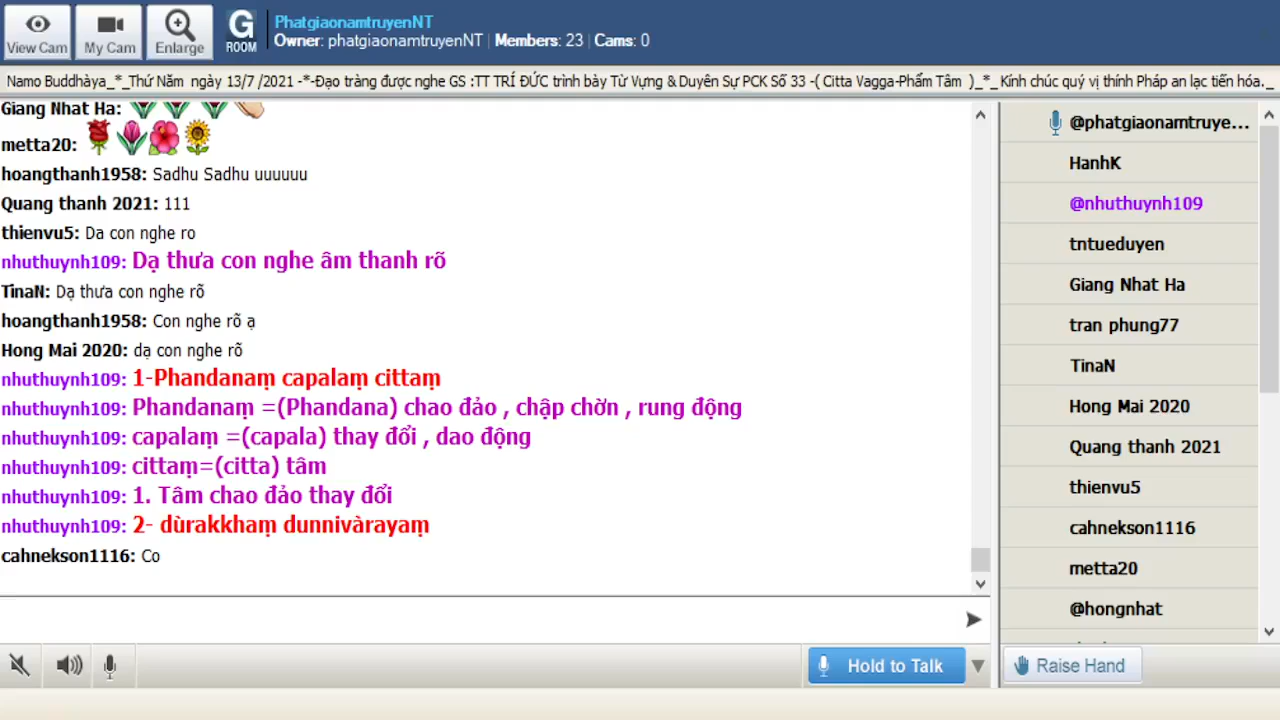 View Cam
My Cam
Enlarge
G
ROOM
PhatgiaonamtruyenNT
Owner: phatgiaonamtruyenNT | Members: 23 | Cams: 0
Namo Buddhàya_*_Thứ Năm ngày 13/7 /2021 -*-Đạo tràng được nghe GS :TT TRÍ ĐỨC trình bày Từ Vựng & Duyên Sự PCK Số 33 -( Citta Vagga-Phẩm Tâm )_*_ Kính chúc quý vị thính Pháp an lạc tiến hóa._
Giang Nhat Ha:
metta20:
hoangthanh1958: Sadhu Sadhu uuuuuu
Quang thanh 2021: 111
thienvu5: Da con nghe ro
nhuthuynh109: Dạ thưa con nghe âm thanh rõ
TinaN: Dạ thưa con nghe rõ
hoangthanh1958: Con nghe rõ ạ
Hong Mai 2020: dạ con nghe rõ
nhuthuynh109: 1-Phandanaṃ capalaṃ cittaṃ
nhuthuynh109: Phandanaṃ =(Phandana) chao đảo , chập chờn , rung động
nhuthuynh109: capalaṃ =(capala) thay đổi , dao động
nhuthuynh109: cittaṃ=(citta) tâm
nhuthuynh109: 1. Tâm chao đảo thay đổi
nhuthuynh109: 2- dùrakkhaṃ dunnivàrayaṃ
cahnekson1116: Co
@phatgiaonamtruye...
HanhK
@nhuthuynh109
tntueduyen
Giang Nhat Ha
tran phung77
TinaN
Hong Mai 2020
Quang thanh 2021
thienvu5
cahnekson1116
metta20
@hongnhat
Hold to Talk
Raise Hand